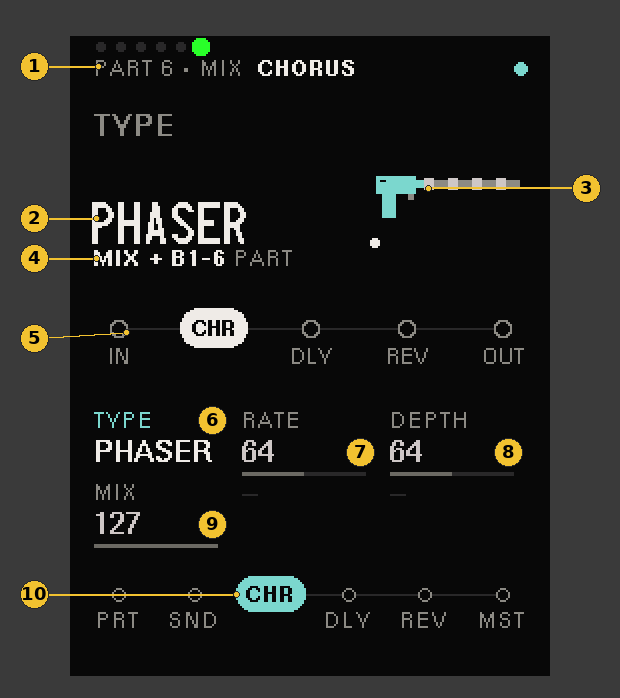 1 PART 6 · MIX CHORUS
TYPE
3
2 PHASER
4 MIX + B1-6 PART
5 CHR
IN DLY REV OUT
TYPE 6 RATE DEPTH
PHASER 64 7 64 8
MIX
127 9
10 CHR
PRT SND DLY REV MST